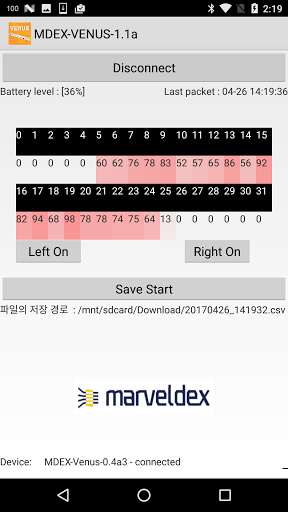 100 2:19
VENUS MDEX-VENUS-1.1a
Disconnect
Battery level : [36%] Last packet : 04-26 14:19:36
0 1 2 3 4 5 6 7 8 9 10 11 12 13 14 15
0 0 0 0 0 60 62 76 78 83 52 57 65 86 56 92
16 17 18 19 20 21 22 23 24 25 26 27 28 29 30 31
82 94 68 98 78 78 75 64 25 13 0 0 0 0 0 0
Left On Right On
Save Start
파일의 저장 경로 : /mnt/sdcard/Download/20170426_141932.csv
marveldex
Device: MDEX-Venus-0.4a3 - connected